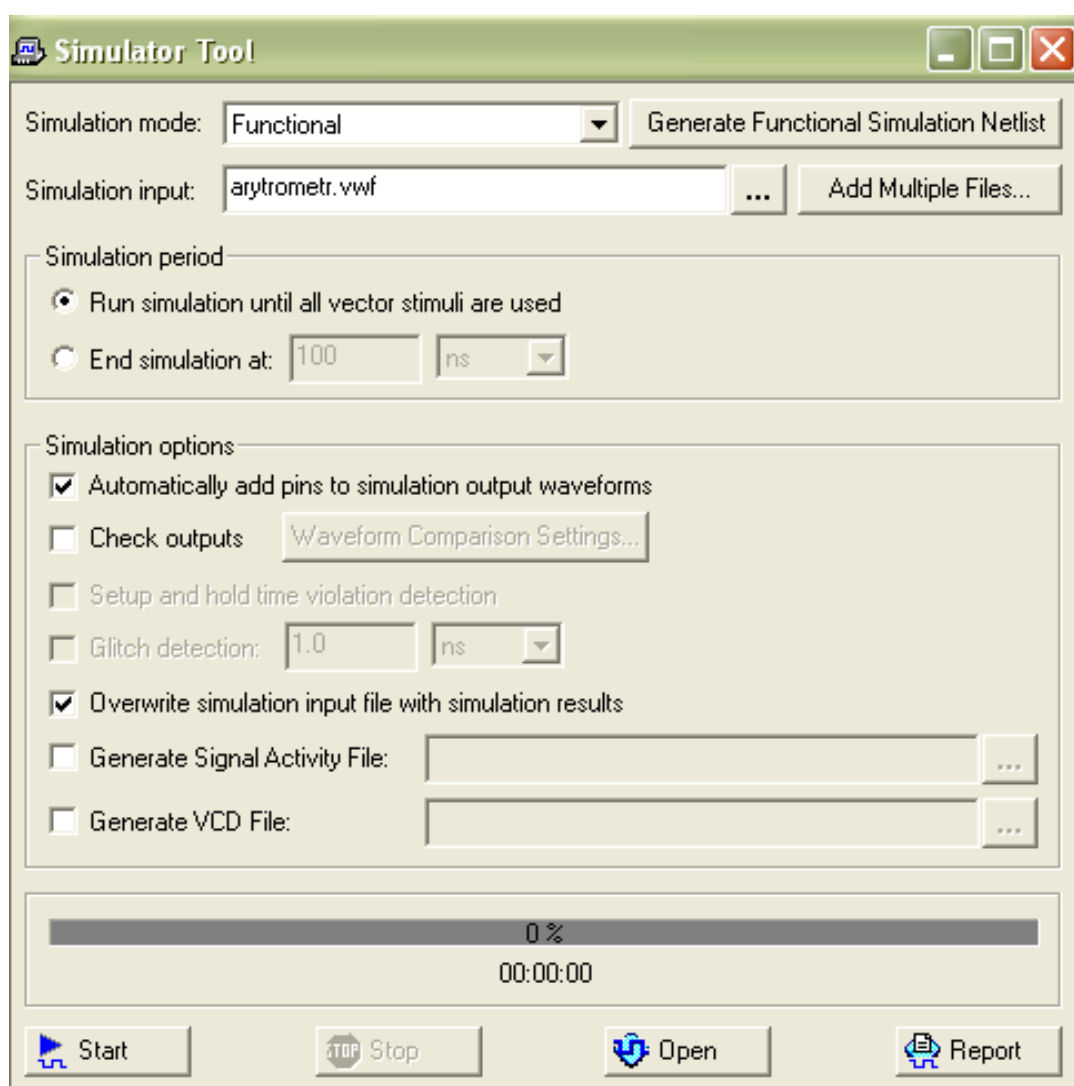 Simulator Tool
Simulation mode: Functional Generate Functional Simulation Netlist
Simulation input: arytrometr.vwf ... Add Multiple Files...
Simulation period
Run simulation until all vector stimuli are used
End simulation at: 100 ns
Simulation options
Automatically add pins to simulation output waveforms
Check outputs Waveform Comparison Settings...
Setup and hold time violation detection
Glitch detection: 1.0 ns
Overwrite simulation input file with simulation results
Generate Signal Activity File: ...
Generate VCD File: ...
0 %
00:00:00
Start STOP Stop Open Report